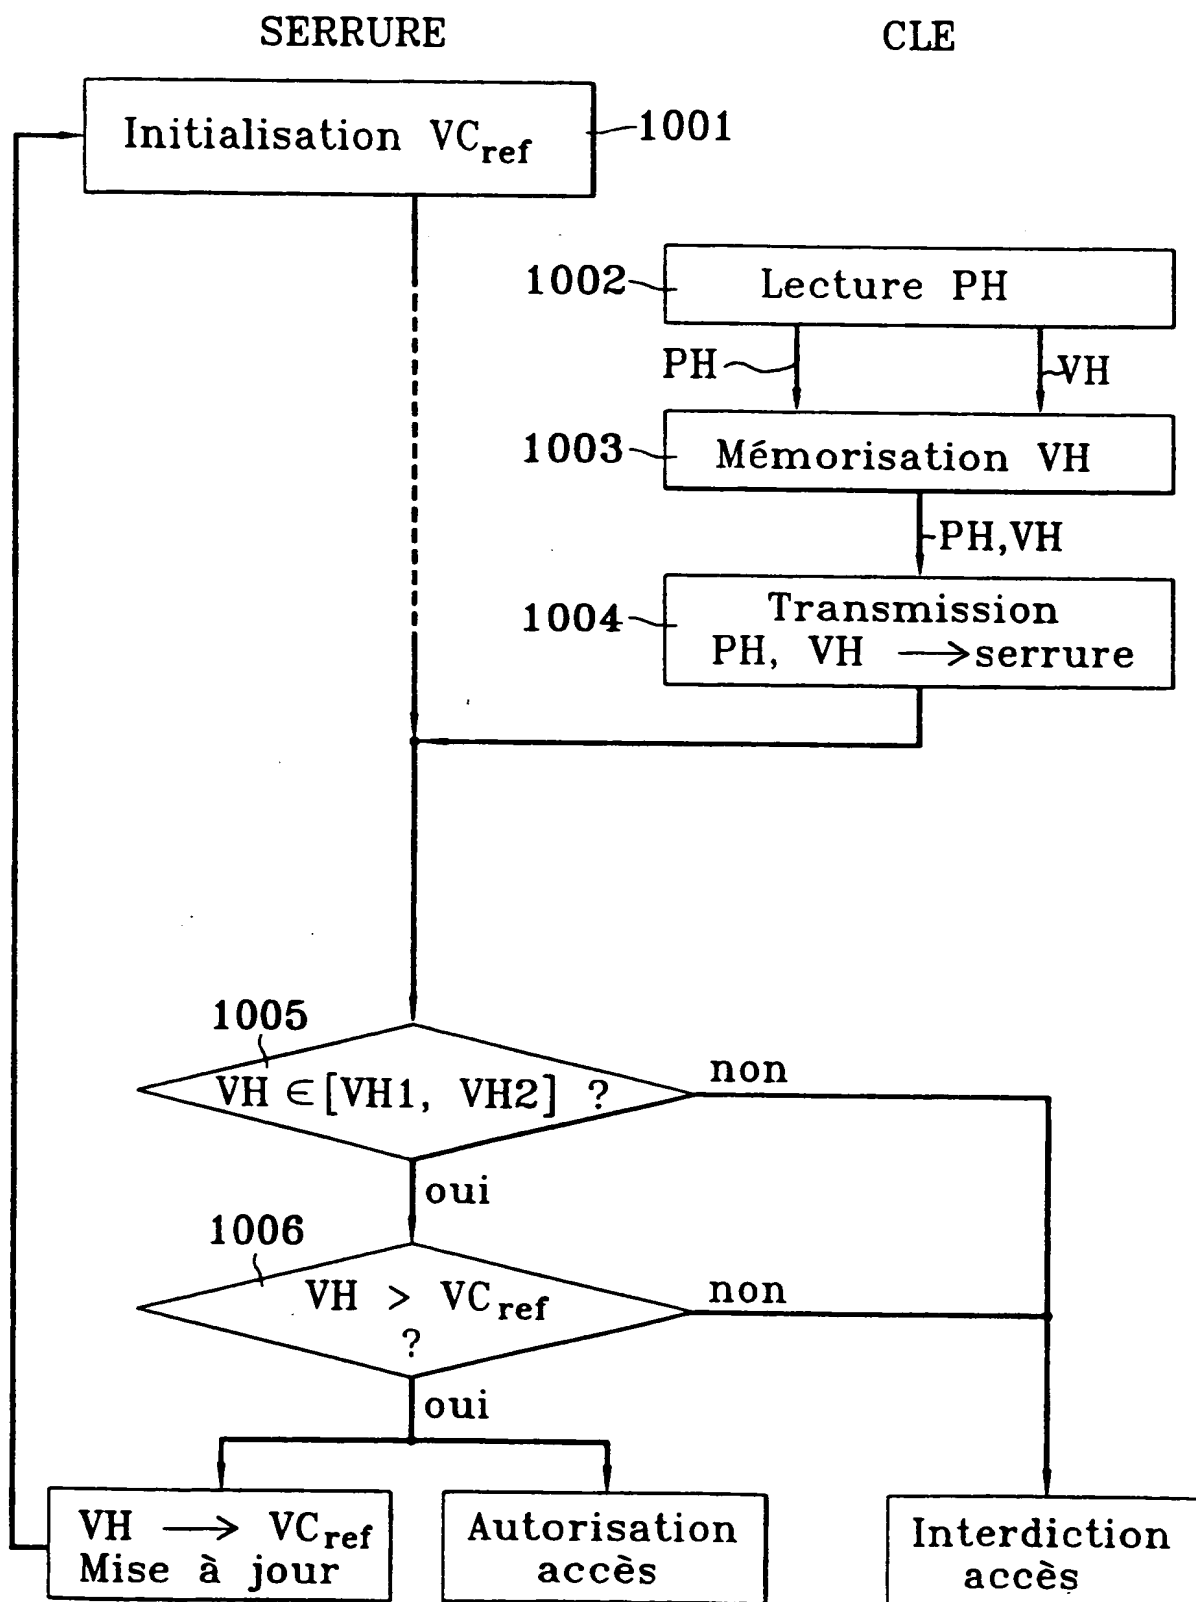 SERRURE
CLE
Initialisation VCref
1001
1002
Lecture PH
PH
VH
1003
Mémorisation VH
PH,VH
1004
Transmission
PH, VH → serrure
1005
VH ∈ [VH1, VH2] ?
non
oui
1006
VH > VCref
?
non
oui
VH → VCref
Mise à jour
Autorisation
accès
Interdiction
accès